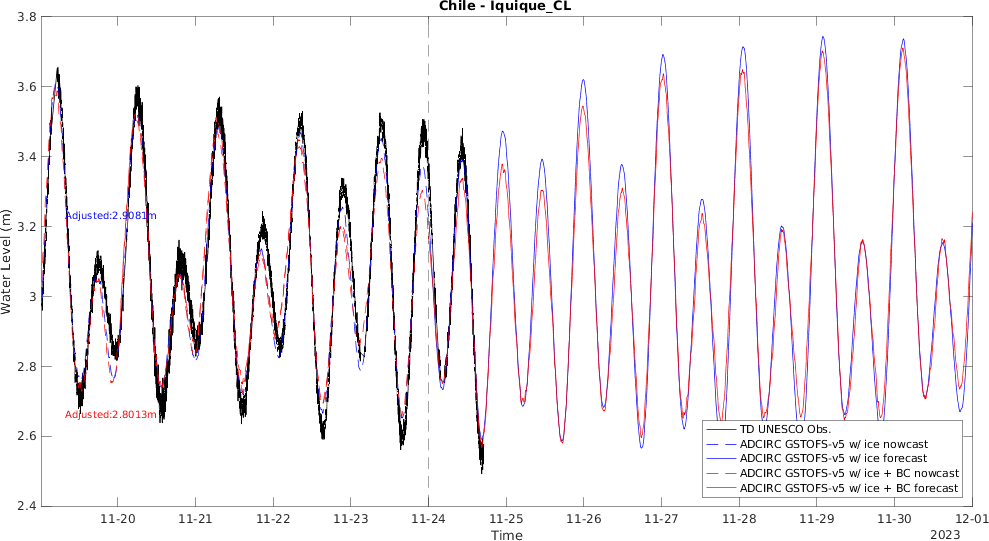 Chile - Iquique_CL
3.8
3.6
3.4
3.2
3
2.8
2.6
2.4
Water Level (m)
Adjusted:2.9081m
Adjusted:2.8013m
TD UNESCO Obs.
ADCIRC GSTOFS-v5 w/ ice nowcast
ADCIRC GSTOFS-v5 w/ ice forecast
ADCIRC GSTOFS-v5 w/ ice + BC nowcast
ADCIRC GSTOFS-v5 w/ ice + BC forecast
11-20 11-21 11-22 11-23 11-24 11-25 11-26 11-27 11-28 11-29 11-30 12-01
Time
2023